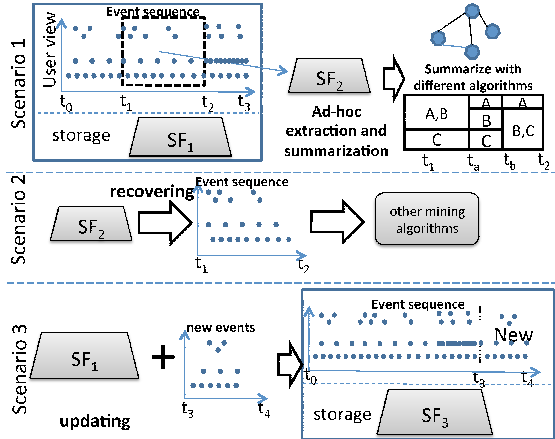 Scenario 1
User view
Event sequence
t0 t1 t2 t3
storage
SF1
SF2
Ad-hoc
extraction and
summarization
Summarize with
different algorithms
A,B
C
A
B
C
A
B,C
t1 ta tb t2
Scenario 2
SF2
recovering
Event sequence
t1 t2
other mining
algorithms
Scenario 3
SF1
+
updating
new events
t3 t4
Event sequence
New
t0 t3 t4
storage
SF3